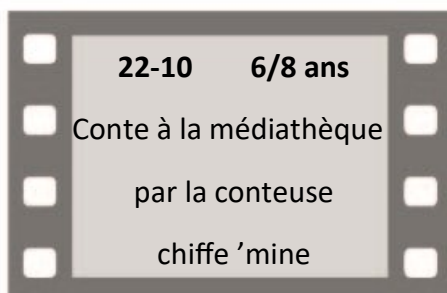 22-10 6/8 ans
Conte à la médiathèque
par la conteuse
chiffe ’mine